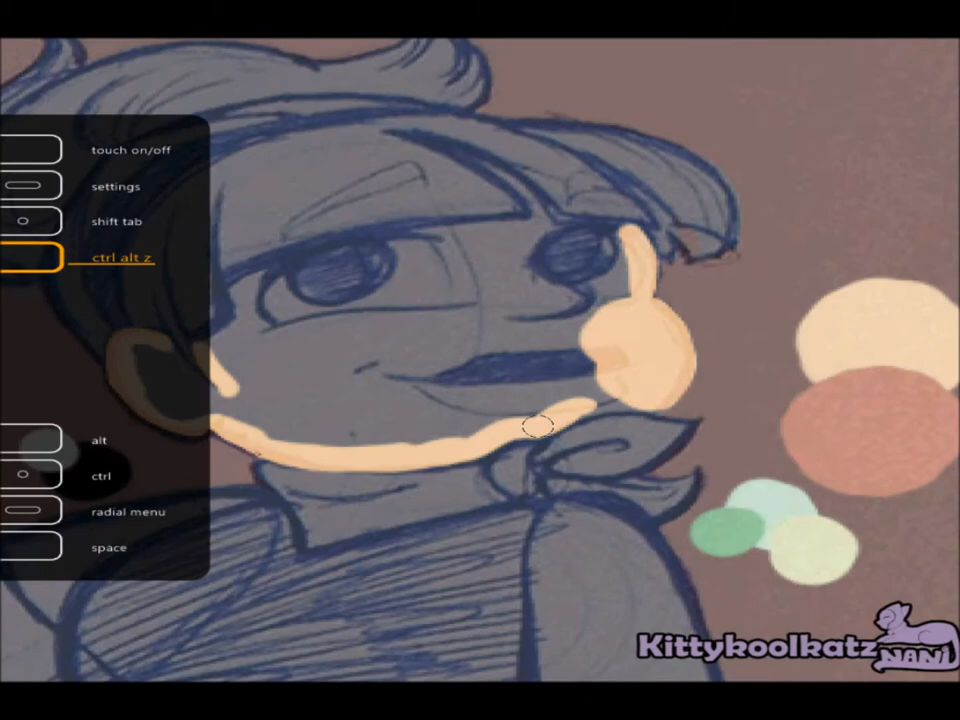 touch on/off
settings
shift tab
ctrl alt z
alt
ctrl
radial menu
space
Kittykoolkatz
NANI